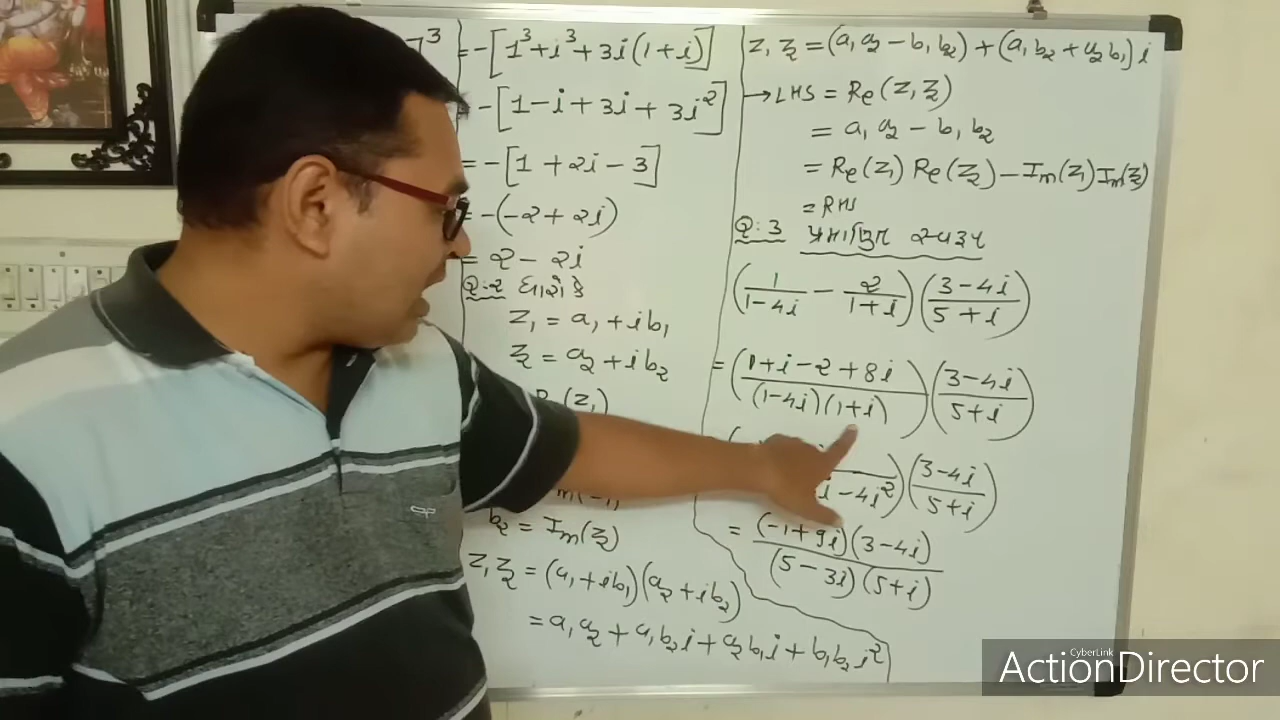 7³ = -[1³+i³+3i(1+i)]
= -[1-i+3i+3i²]
= -[1+2i-3]
= -(-2+2i)
= 2-2i
Q:-2 ધારોકે
z₁ = a₁+ib₁
z₂ = a₂+ib₂
(z₁)
b₂ = Im(z₂)
z₁z₂ = (a₁+ib₁)(a₂+ib₂)
= a₁a₂+a₁b₂i+a₂b₁i+b₁b₂i²
z₁z₂ = (a₁a₂-b₁b₂)+(a₁b₂+a₂b₁)i
→ LHS = Re(z₁z₂)
= a₁a₂-b₁b₂
= Re(z₁)Re(z₂)-Im(z₁)Im(z₂)
= RHS
Q:3 પ્રમાણિત સ્વરૂપ
(1/(1-4i) - 2/(1+i))((3-4i)/(5+i))
= ((1+i-2+8i)/((1-4i)(1+i)))((3-4i)/(5+i))
i-4i²)((3-4i)/(5+i))
= (-1+9i)(3-4i)/((5-3i)(5+i))
CyberLink
ActionDirector